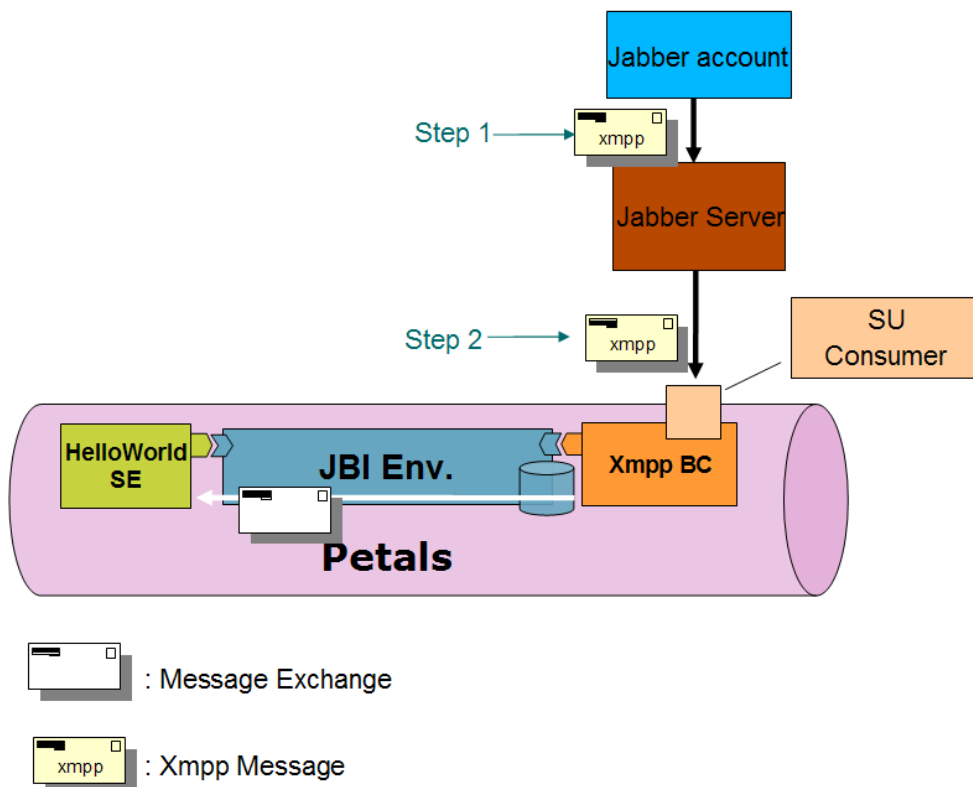 Jabber account
Step 1
xmpp
Jabber Server
Step 2
xmpp
SU
Consumer
HelloWorld
SE
JBI Env.
Xmpp BC
Petals
: Message Exchange
xmpp
: Xmpp Message